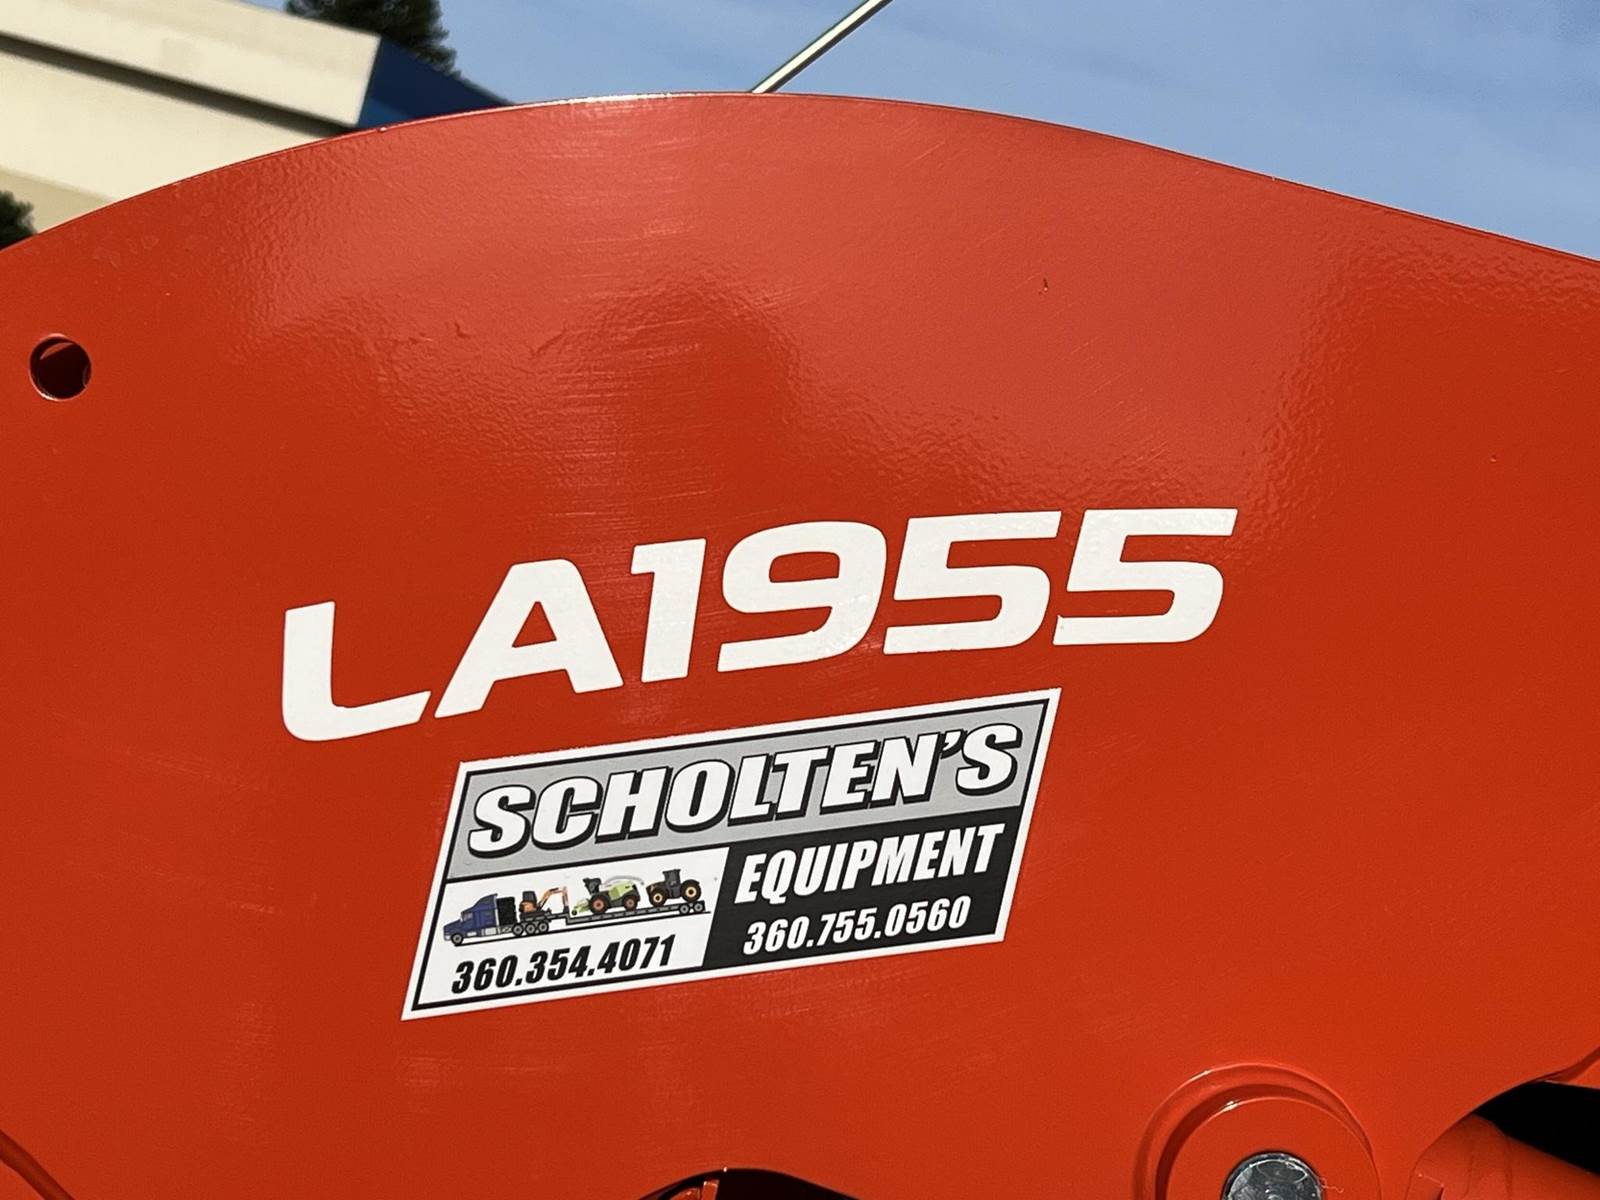 LA1955
SCHOLTEN'S
EQUIPMENT
360.354.4071
360.755.0560